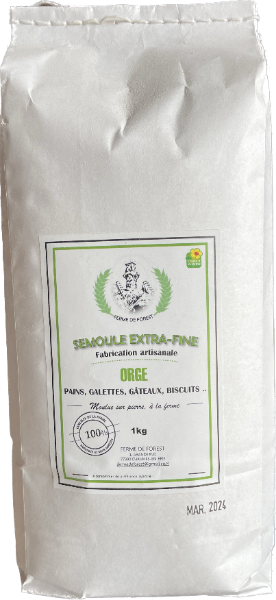 FERME DE FOREST
SEMOULE EXTRA-FINE
Fabrication artisanale
ORGE
PAINS, GALETTES, GÂTEAUX, BISCUITS ..
Moulue sur pierre, à la ferme
100%
1kg
FERME DE FOREST
MAR. 2024